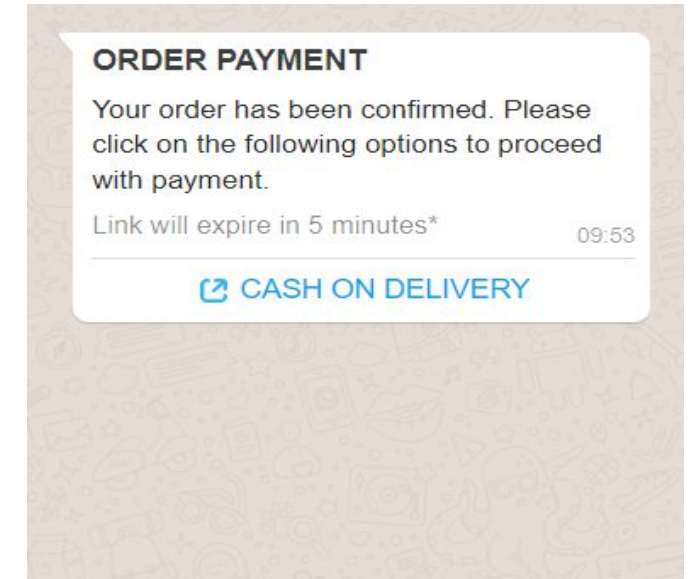 ORDER PAYMENT
Your order has been confirmed. Please
click on the following options to proceed
with payment.
Link will expire in 5 minutes*
09:53
CASH ON DELIVERY